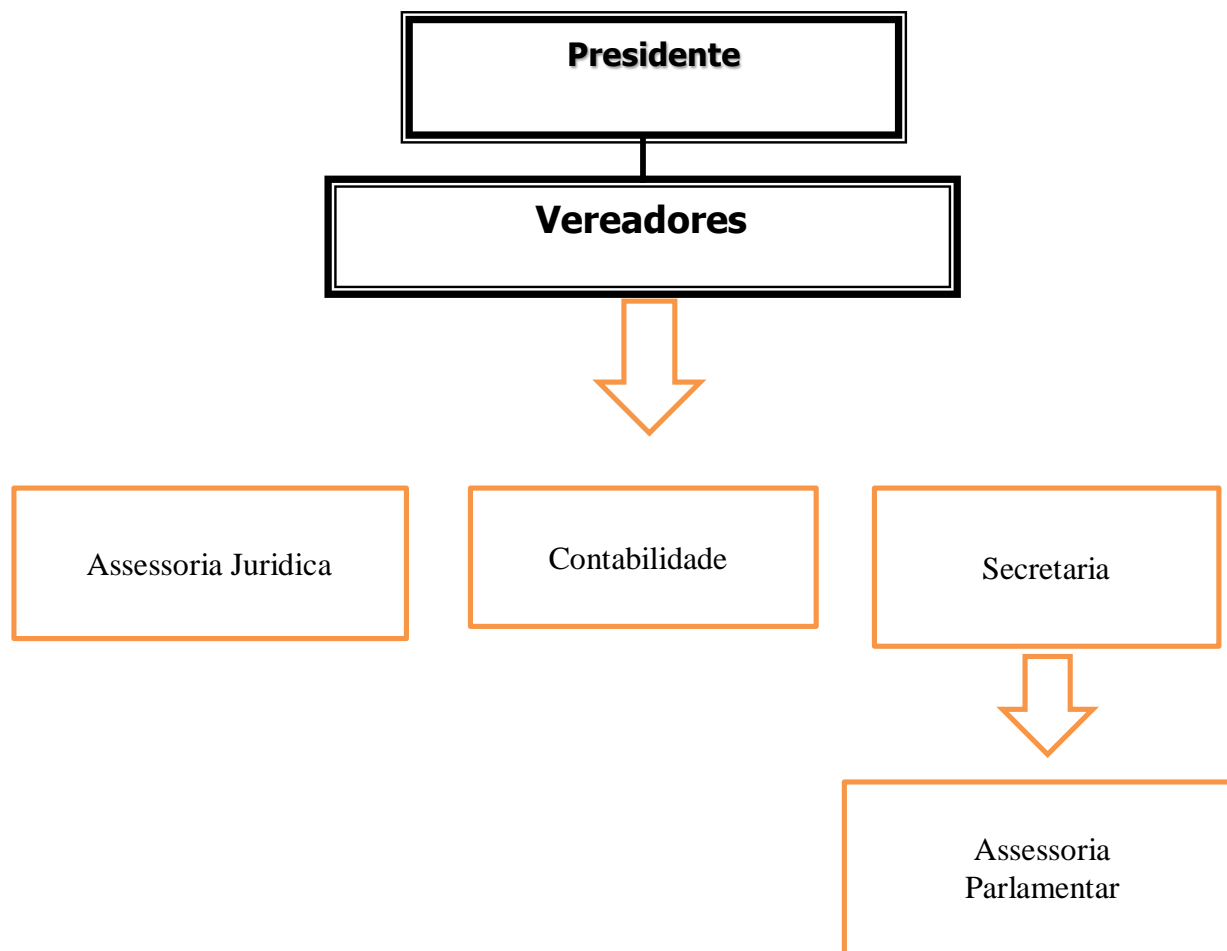 Presidente
Vereadores
Assessoria Juridica
Contabilidade
Secretaria
Assessoria
Parlamentar